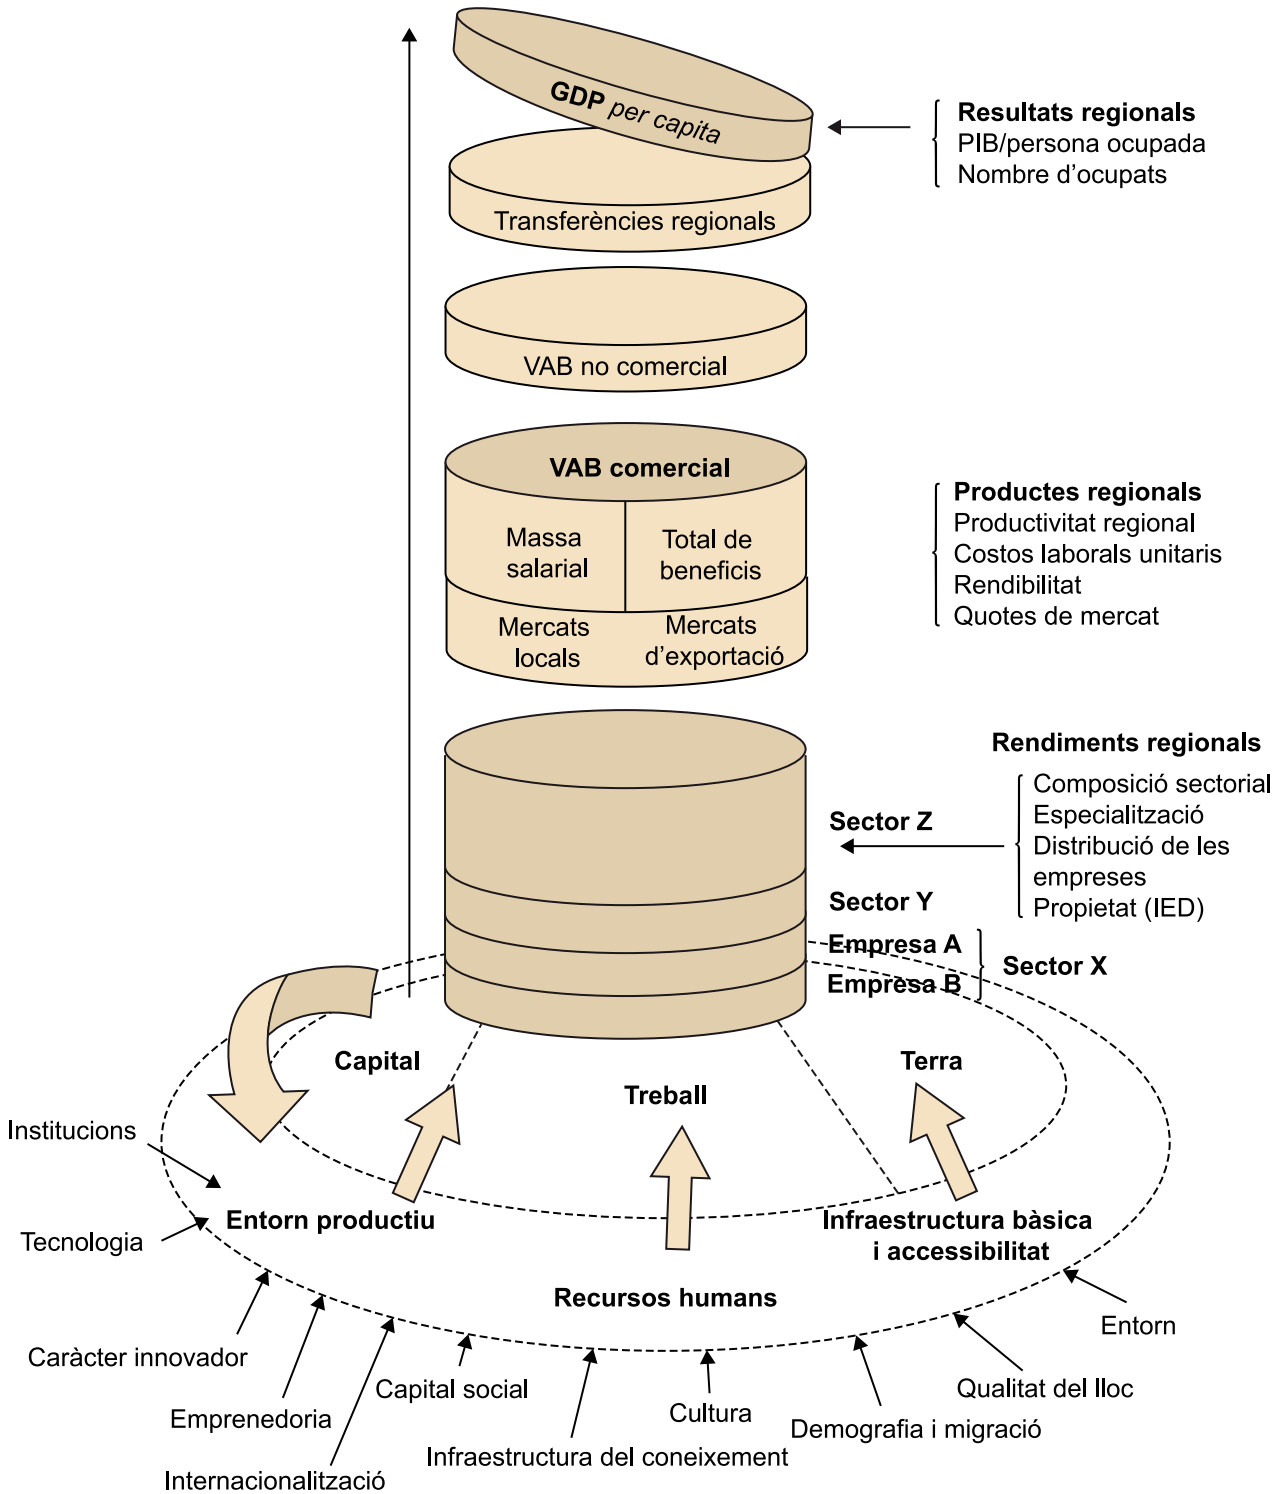 GDP per capita
Resultats regionals
PIB/persona ocupada
Nombre d’ocupats
Transferències regionals
VAB no comercial
VAB comercial
Massa
salarial
Total de
beneficis
Mercats
locals
Mercats
d’exportació
Productes regionals
Productivitat regional
Costos laborals unitaris
Rendibilitat
Quotes de mercat
Rendiments regionals
Composició sectorial
Especialització
Distribució de les
empreses
Propietat (IED)
Sector Z
Sector Y
Empresa A
Empresa B
Sector X
Capital
Treball
Terra
Institucions
Entorn productiu
Infraestructura bàsica
i accessibilitat
Tecnologia
Recursos humans
Entorn
Caràcter innovador
Capital social
Qualitat del lloc
Emprenedoria
Cultura
Demografia i migració
Infraestructura del coneixement
Internacionalització